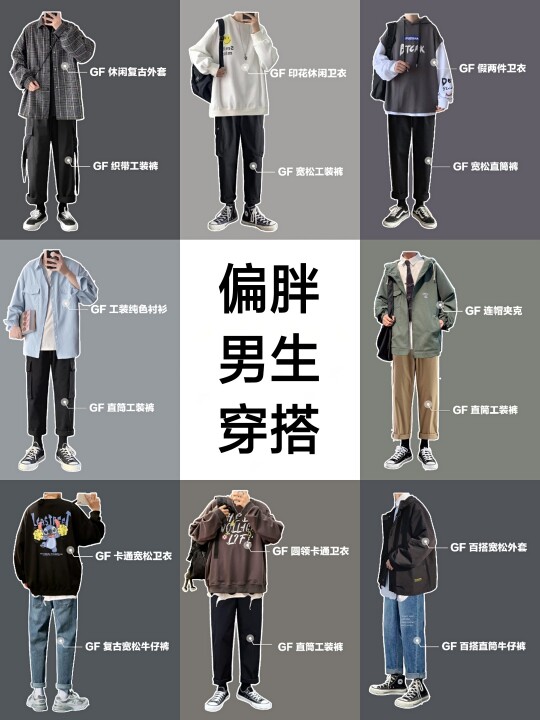 GF 休闲复古外套
GF 织带工装裤
GF 印花休闲卫衣
GF 宽松工装裤
GF 假两件卫衣
GF 宽松直筒裤
GF 工装纯色衬衫
GF 直筒工装裤
偏胖
男生
穿搭
GF 连帽夹克
GF 直筒工装裤
GF 卡通宽松卫衣
GF 复古宽松牛仔裤
GF 圆领卡通卫衣
GF 直筒工装裤
GF 百搭宽松外套
GF 百搭直筒牛仔裤